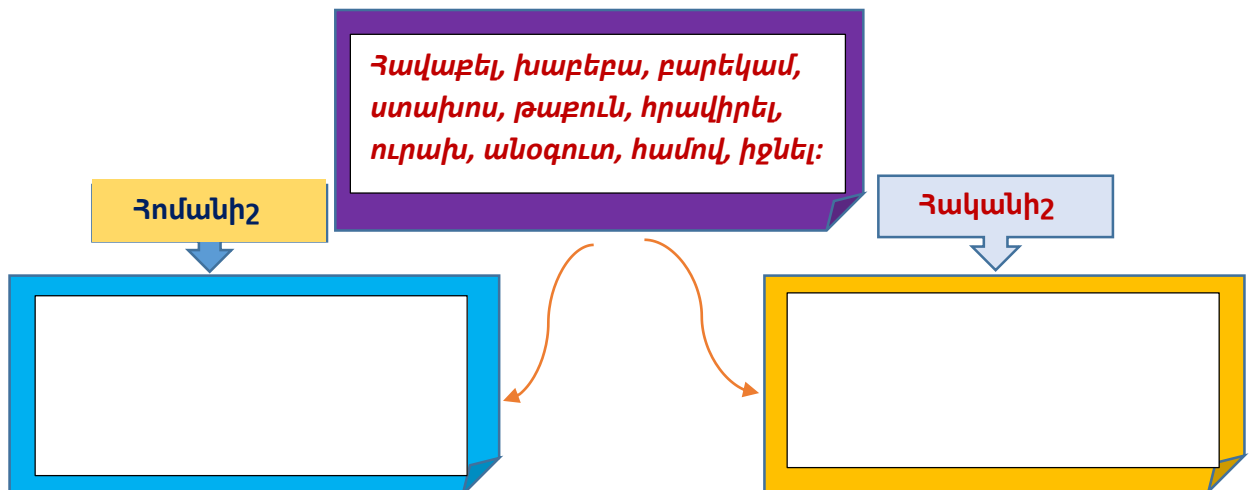 Հավաքել, խաբեբա, բարեկամ,
ստախոս, թաքուն, հրավիրել,
ուրախ, անօգուտ, համով, իջնել:
Հոմանիշ
Հականիշ